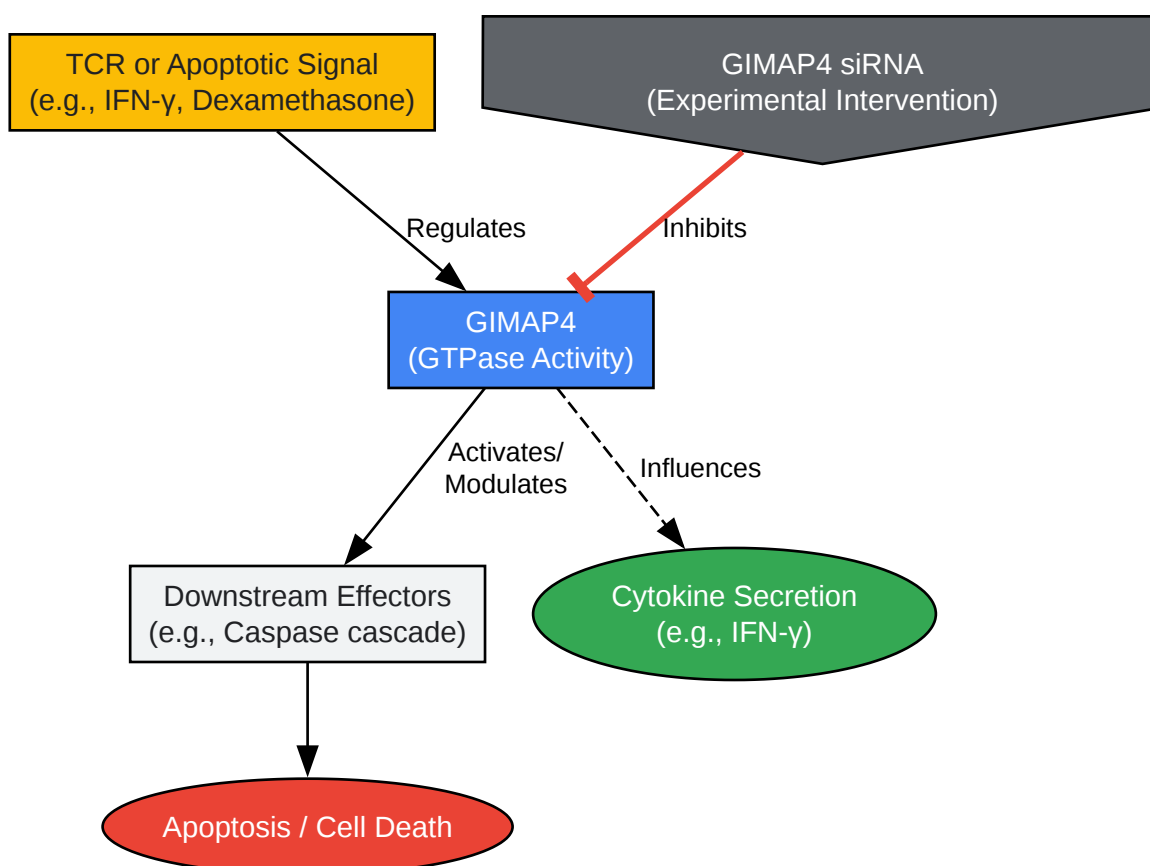 TCR or Apoptotic Signal
(e.g., IFN-γ, Dexamethasone)
GIMAP4 siRNA
(Experimental Intervention)
Regulates
Inhibits
GIMAP4
(GTPase Activity)
Activates/
Modulates
Influences
Downstream Effectors
(e.g., Caspase cascade)
Cytokine Secretion
(e.g., IFN-γ)
Apoptosis / Cell Death